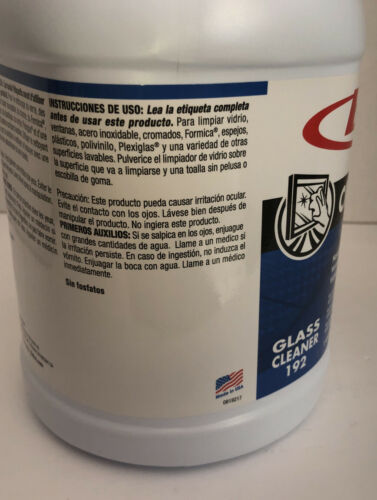 INSTRUCCIONES DE USO: Lea la etiqueta completa
antes de usar este producto. Para limpiar vidrio,
ventanas, acero inoxidable, cromados, Formica®, espejos,
plásticos, polivinilo, Plexiglas® y una variedad de otras
superficies lavables. Pulverice el limpiador de vidrio sobre
la superficie que va a limpiarse y una toalla sin pelusa o
escobilla de goma.
Precaución: Este producto pueda causar irritación ocular.
Evite el contacto con los ojos. Lávese bien después de
manipular el producto. No ingiera este producto.
PRIMEROS AUXILIOS: Si se salpica en los ojos, enjuague
con grandes cantidades de agua. Llame a un medico si
la irritación persiste. En caso de ingestión, no induzca el
vómito. Enjuagar la boca con agua. Llame a un médico
inmediatamente.
Sin fosfatos
GLASS
CLEANER
192
Made in USA